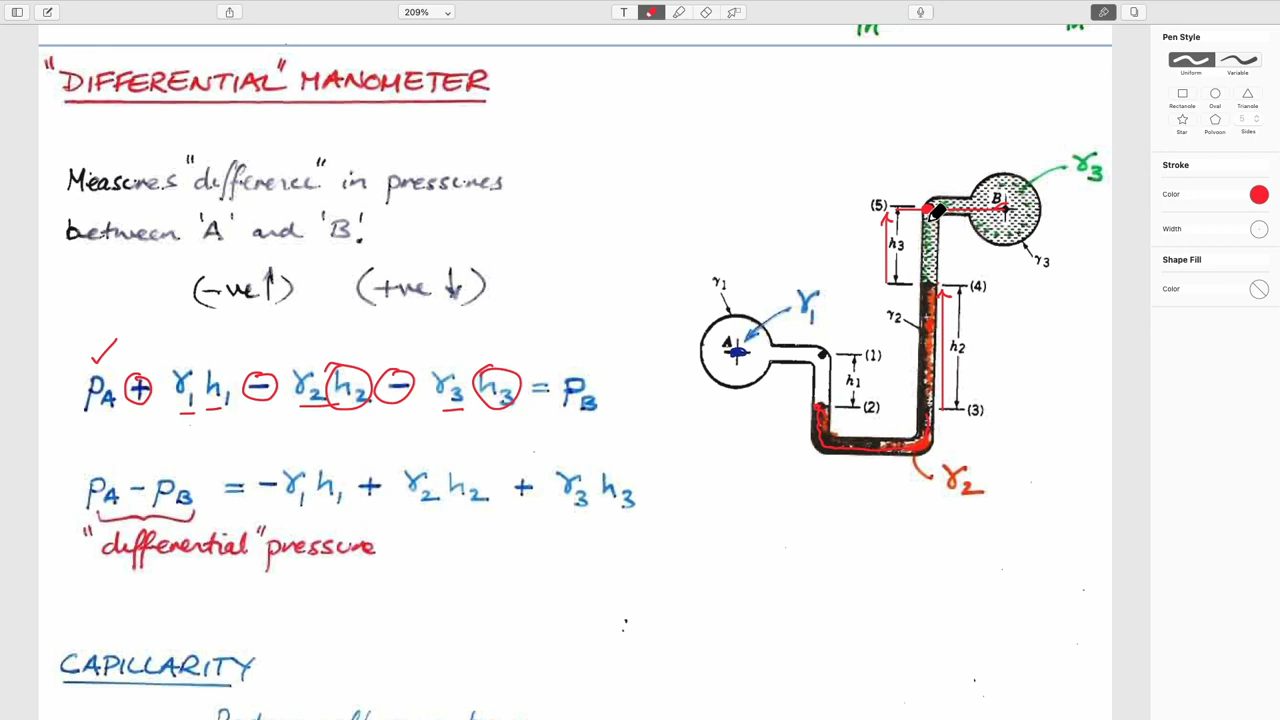 209%
T
"DIFFERENTIAL" MANOMETER
Measures "difference" in pressures
between 'A' and 'B'.
(-ve ↑) (+ve ↓)
pA + γ1 h1 − γ2 h2 − γ3 h3 = pB
pA − pB = −γ1 h1 + γ2 h2 + γ3 h3
"differential" pressure
CAPILLARITY
γ3
B
(5)
h3
γ3
(4)
γ1
γ1
γ2
A
(1)
h2
h1
(2)
(3)
γ2
Pen Style
Uniform
Variable
Rectangle
Oval
Triangle
Star
Polygon
5
Sides
Stroke
Color
Width
Shape Fill
Color